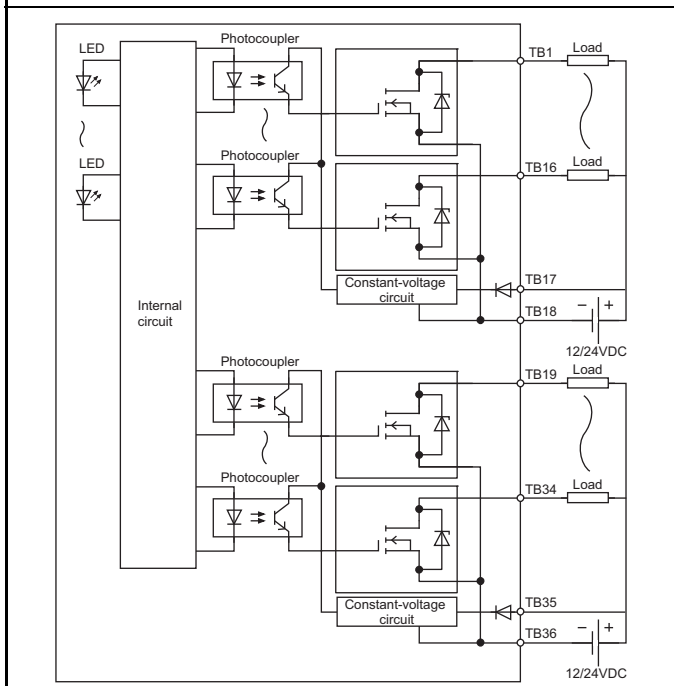 LED
Photocoupler
TB1
Load
LED
Photocoupler
TB16
Load
Constant-voltage
circuit
TB17
TB18
− +
12/24VDC
Internal
circuit
Photocoupler
TB19
Load
Photocoupler
TB34
Load
Constant-voltage
circuit
TB35
TB36
− +
12/24VDC